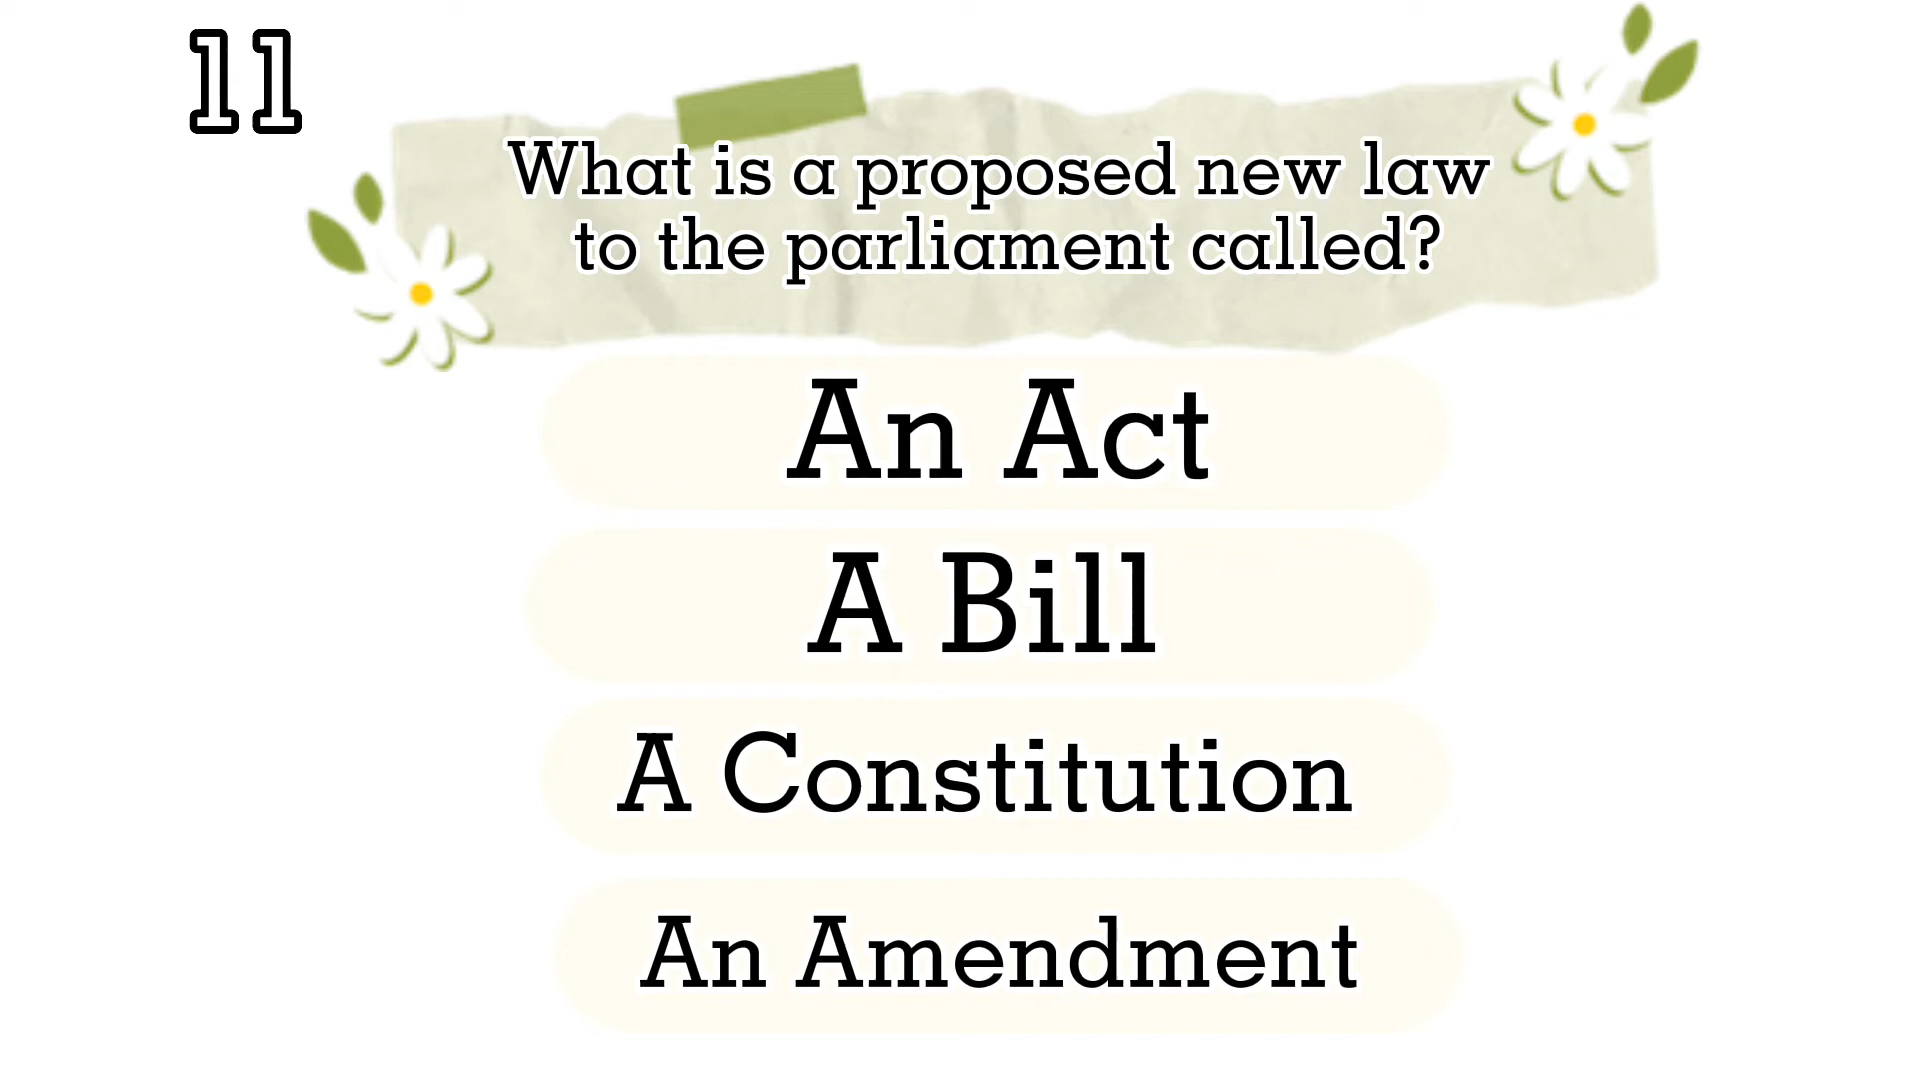 11
What is a proposed new law
to the parliament called?
An Act
A Bill
A Constitution
An Amendment